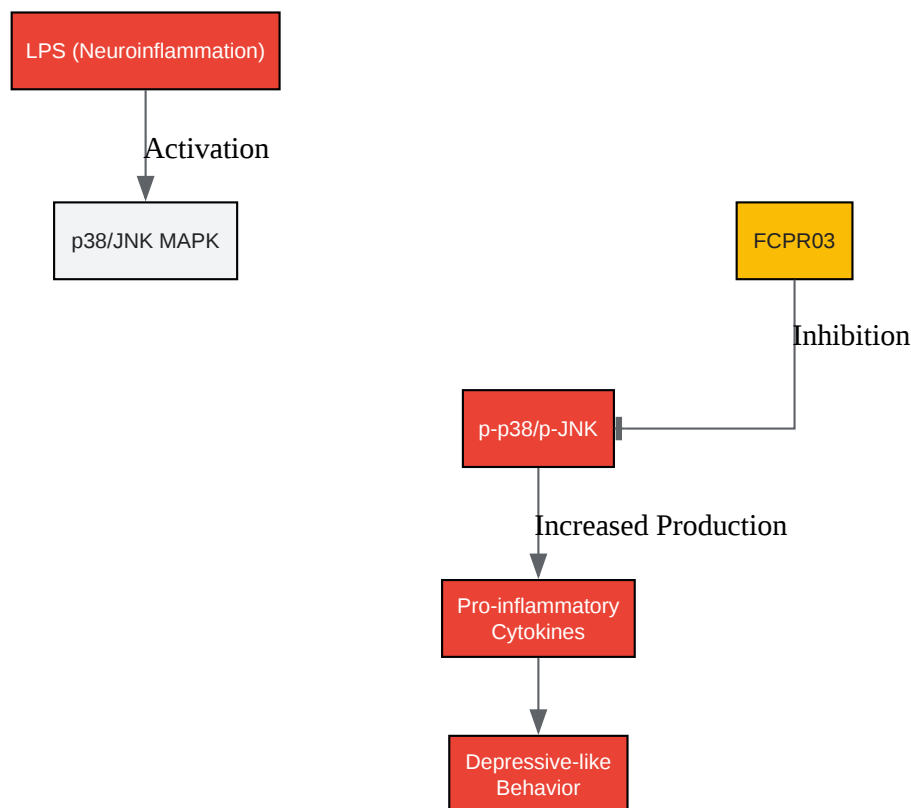 LPS (Neuroinflammation)
Activation
p38/JNK MAPK
FCPR03
Inhibition
p-p38/p-JNK
Increased Production
Pro-inflammatory
Cytokines
Depressive-like
Behavior